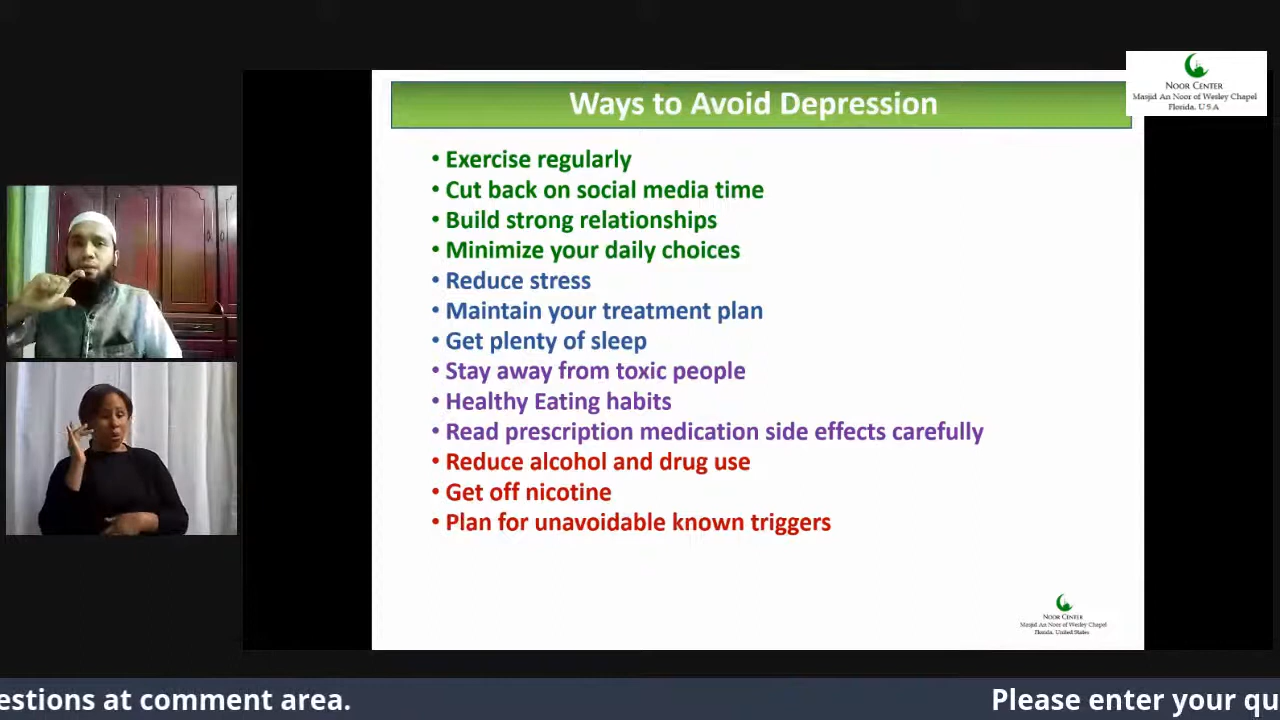 Ways to Avoid Depression
NOOR CENTER
Masjid An Noor of Wesley Chapel
Florida, U S A
• Exercise regularly
• Cut back on social media time
• Build strong relationships
• Minimize your daily choices
• Reduce stress
• Maintain your treatment plan
• Get plenty of sleep
• Stay away from toxic people
• Healthy Eating habits
• Read prescription medication side effects carefully
• Reduce alcohol and drug use
• Get off nicotine
• Plan for unavoidable known triggers
NOOR CENTER
Masjid An Noor of Wesley Chapel
Florida, United States
estions at comment area. Please enter your qu